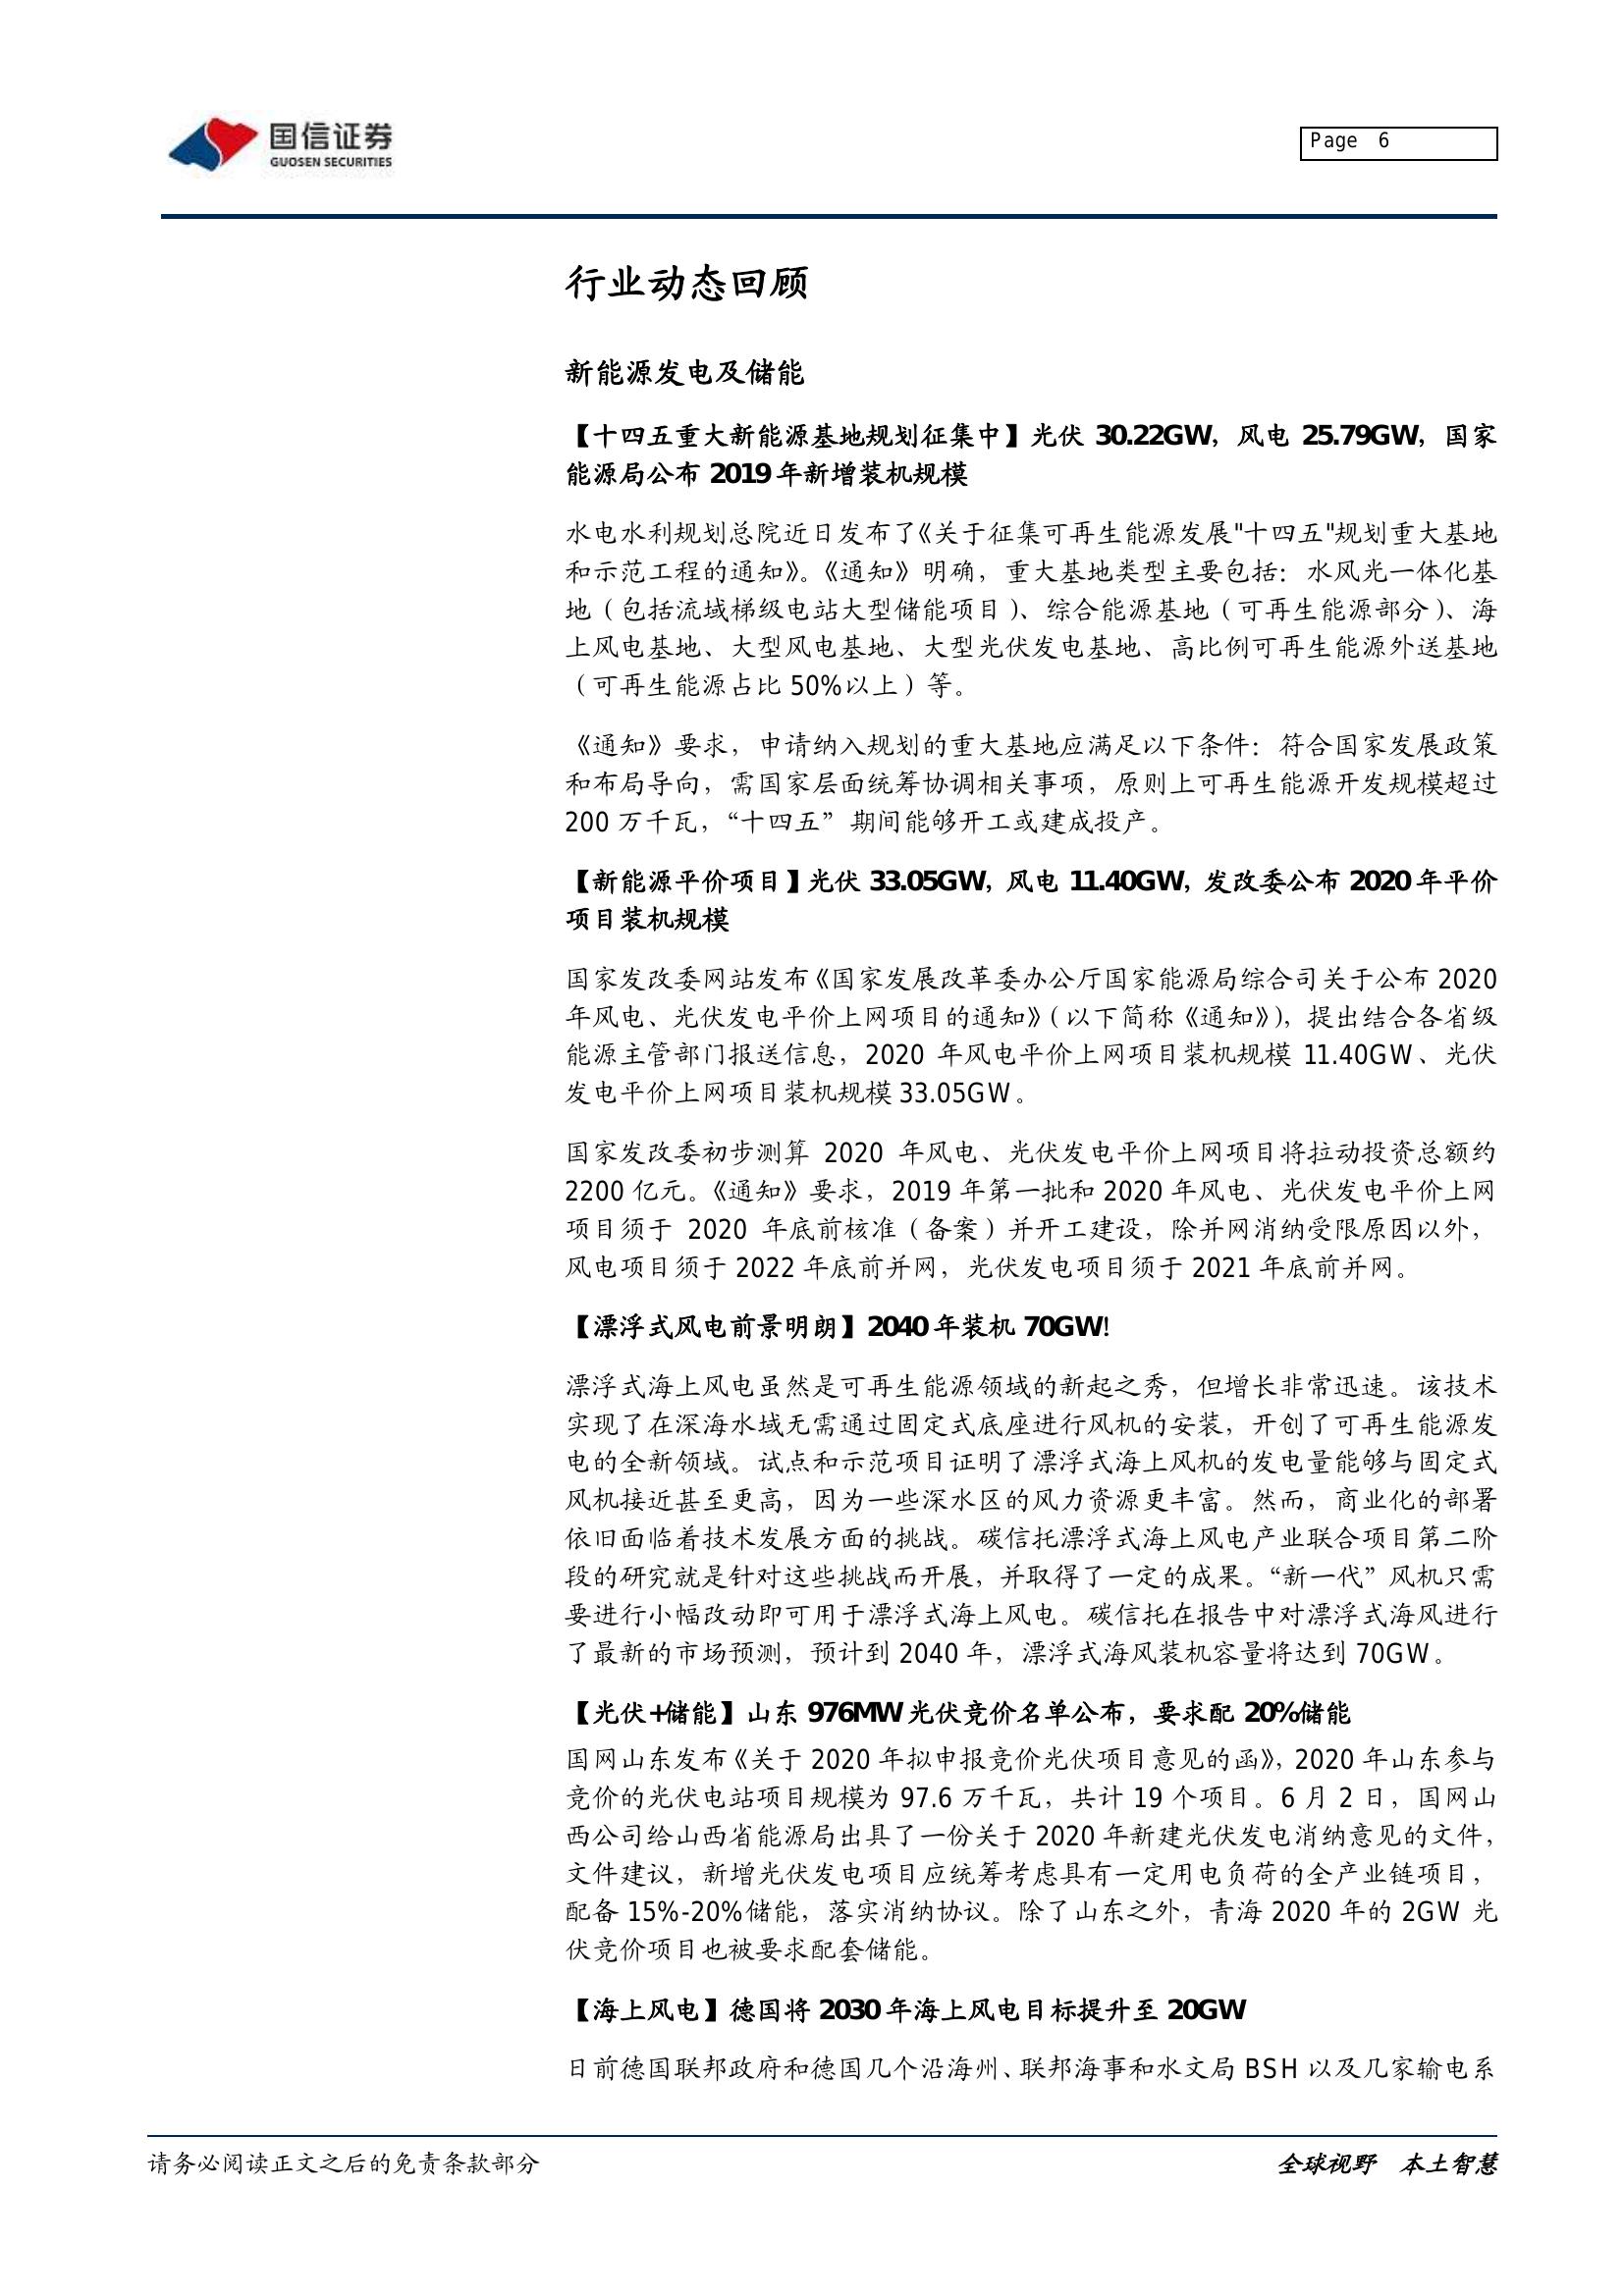 国信证券
GUOSEN SECURITIES
Page 6
行业动态回顾
新能源发电及储能
【十四五重大新能源基地规划征集中】光伏 30.22GW，风电 25.79GW，国家
能源局公布 2019 年新增装机规模
水电水利规划总院近日发布了《关于征集可再生能源发展"十四五"规划重大基地
和示范工程的通知》。《通知》明确，重大基地类型主要包括：水风光一体化基
地（包括流域梯级电站大型储能项目）、综合能源基地（可再生能源部分）、海
上风电基地、大型风电基地、大型光伏发电基地、高比例可再生能源外送基地
（可再生能源占比 50%以上）等。
《通知》要求，申请纳入规划的重大基地应满足以下条件：符合国家发展政策
和布局导向，需国家层面统筹协调相关事项，原则上可再生能源开发规模超过
200 万千瓦，“十四五”期间能够开工或建成投产。
【新能源平价项目】光伏 33.05GW，风电 11.40GW，发改委公布 2020 年平价
项目装机规模
国家发改委网站发布《国家发展改革委办公厅国家能源局综合司关于公布 2020
年风电、光伏发电平价上网项目的通知》（以下简称《通知》），提出结合各省级
能源主管部门报送信息，2020 年风电平价上网项目装机规模 11.40GW、光伏
发电平价上网项目装机规模 33.05GW。
国家发改委初步测算 2020 年风电、光伏发电平价上网项目将拉动投资总额约
2200 亿元。《通知》要求，2019 年第一批和 2020 年风电、光伏发电平价上网
项目须于 2020 年底前核准（备案）并开工建设，除并网消纳受限原因以外，
风电项目须于 2022 年底前并网，光伏发电项目须于 2021 年底前并网。
【漂浮式风电前景明朗】2040 年装机 70GW！
漂浮式海上风电虽然是可再生能源领域的新起之秀，但增长非常迅速。该技术
实现了在深海水域无需通过固定式底座进行风机的安装，开创了可再生能源发
电的全新领域。试点和示范项目证明了漂浮式海上风机的发电量能够与固定式
风机接近甚至更高，因为一些深水区的风力资源更丰富。然而，商业化的部署
依旧面临着技术发展方面的挑战。碳信托漂浮式海上风电产业联合项目第二阶
段的研究就是针对这些挑战而开展，并取得了一定的成果。“新一代”风机只需
要进行小幅改动即可用于漂浮式海上风电。碳信托在报告中对漂浮式海风进行
了最新的市场预测，预计到 2040 年，漂浮式海风装机容量将达到 70GW。
【光伏+储能】山东 976MW 光伏竞价名单公布，要求配 20%储能
国网山东发布《关于 2020 年拟申报竞价光伏项目意见的函》，2020 年山东参与
竞价的光伏电站项目规模为 97.6 万千瓦，共计 19 个项目。6 月 2 日，国网山
西公司给山西省能源局出具了一份关于 2020 年新建光伏发电消纳意见的文件，
文件建议，新增光伏发电项目应统筹考虑具有一定用电负荷的全产业链项目，
配备 15%-20%储能，落实消纳协议。除了山东之外，青海 2020 年的 2GW 光
伏竞价项目也被要求配套储能。
【海上风电】德国将 2030 年海上风电目标提升至 20GW
日前德国联邦政府和德国几个沿海州、联邦海事和水文局 BSH 以及几家输电系
请务必阅读正文之后的免责条款部分
全球视野 本土智慧